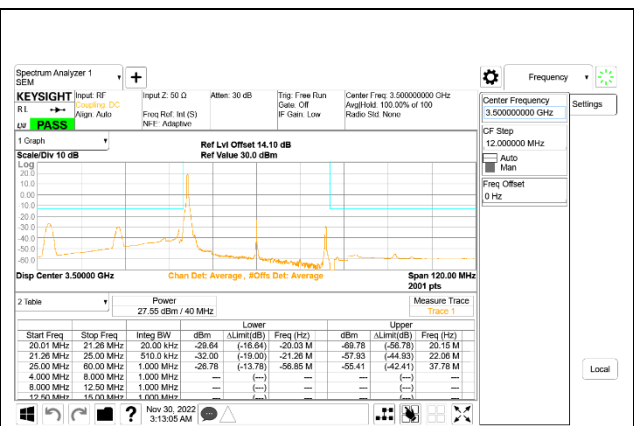 Spectrum Analyzer 1
SEM
Frequency
KEYSIGHT
Input: RF
Coupling: DC
Align: Auto
Input Z: 50 Ω
Freq Ref: Int (S)
NFE: Adaptive
Atten: 30 dB
Trig: Free Run
Gate: Off
IF Gain: Low
Center Freq: 3.500000000 GHz
Avg|Hold: 100.00% of 100
Radio Std: None
PASS
Center Frequency
3.500000000 GHz
Settings
CF Step
12.000000 MHz
Auto
Man
Freq Offset
0 Hz
1 Graph
Scale/Div 10 dB
Ref Lvl Offset 14.10 dB
Ref Value 30.0 dBm
Log
20.0
10.0
0.00
-10.0
-20.0
-30.0
-40.0
-50.0
-60.0
Disp Center 3.50000 GHz
Chan Det: Average , #Offs Det: Average
Span 120.00 MHz
2001 pts
2 Table
Power
27.55 dBm / 40 MHz
Measure Trace
Trace 1
Lower Upper
Start Freq Stop Freq Integ BW dBm ΔLimit(dB) Freq (Hz) dBm ΔLimit(dB) Freq (Hz)
20.01 MHz 21.26 MHz 20.00 kHz -29.64 (-16.64) -20.03 M -69.78 (-56.78) 20.15 M
21.26 MHz 25.00 MHz 510.0 kHz -32.00 (-19.00) -21.26 M -57.93 (-44.93) 22.06 M
25.00 MHz 60.00 MHz 1.000 MHz -26.78 (-13.78) -56.85 M -55.41 (-42.41) 37.78 M
4.000 MHz 8.000 MHz 1.000 MHz --- (---) --- --- (---) ---
8.000 MHz 12.50 MHz 1.000 MHz --- (---) --- --- (---) ---
12.50 MHz 15.00 MHz 1.000 MHz --- (---) --- --- (---) ---
Local
Nov 30, 2022
3:13:05 AM